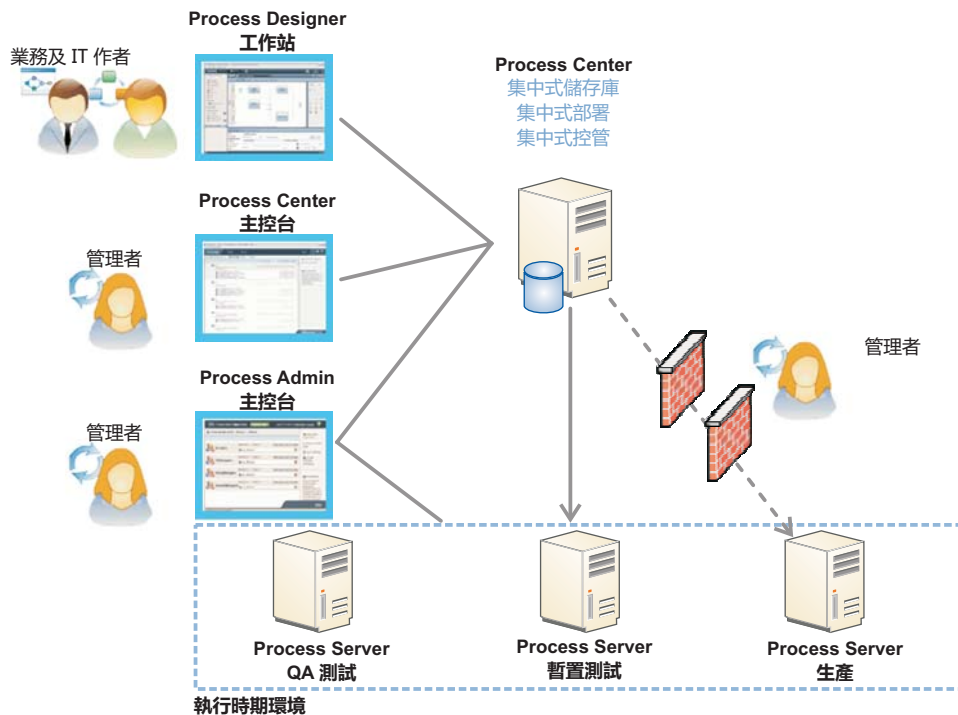 Process Designer
工作站
業務及 IT 作者
Process Center
集中式儲存庫
集中式部署
集中式控管
Process Center
主控台
管理者
管理者
Process Admin
主控台
管理者
Process Server
QA 測試
Process Server
暫置測試
Process Server
生產
執行時期環境